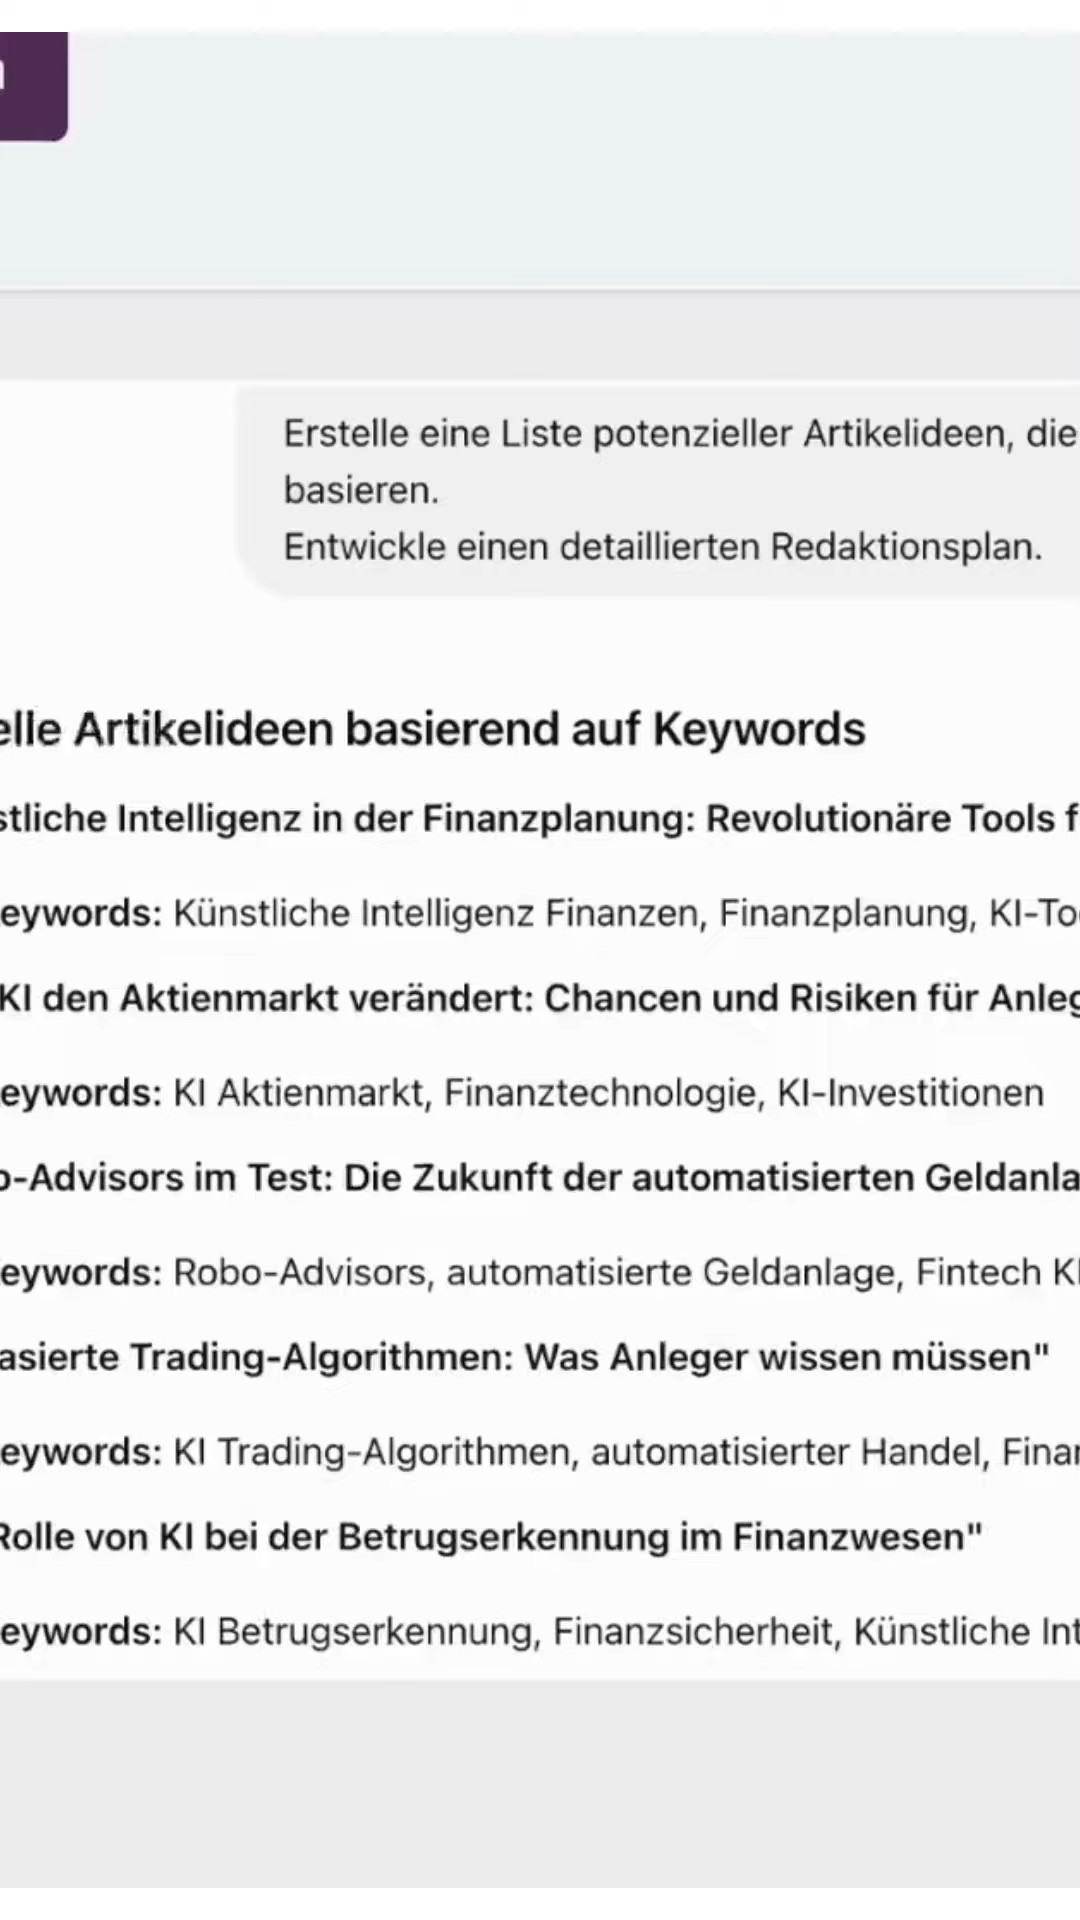 Erstelle eine Liste potenzieller Artikelideen, die
basieren.
Entwickle einen detaillierten Redaktionsplan.
elle Artikelideen basierend auf Keywords
stliche Intelligenz in der Finanzplanung: Revolutionäre Tools f
eywords: Künstliche Intelligenz Finanzen, Finanzplanung, KI-Too
KI den Aktienmarkt verändert: Chancen und Risiken für Anleg
eywords: KI Aktienmarkt, Finanztechnologie, KI-Investitionen
o-Advisors im Test: Die Zukunft der automatisierten Geldanla
eywords: Robo-Advisors, automatisierte Geldanlage, Fintech KI
asierte Trading-Algorithmen: Was Anleger wissen müssen"
eywords: KI Trading-Algorithmen, automatisierter Handel, Finan
Rolle von KI bei der Betrugserkennung im Finanzwesen"
eywords: KI Betrugserkennung, Finanzsicherheit, Künstliche Int